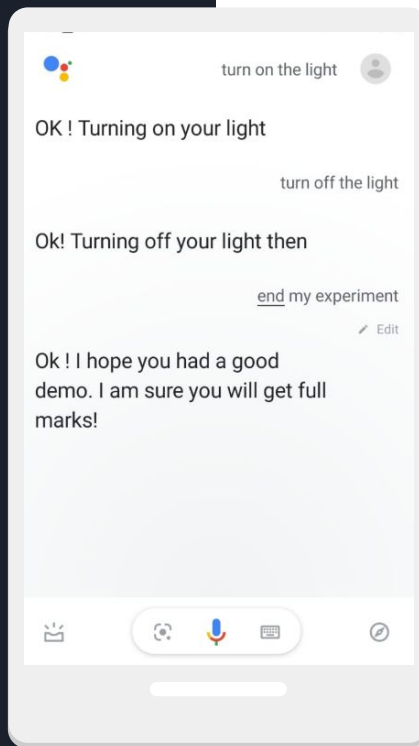 turn on the light
OK ! Turning on your light
turn off the light
Ok! Turning off your light then
end my experiment
Edit
Ok ! I hope you had a good
demo. I am sure you will get full
marks!